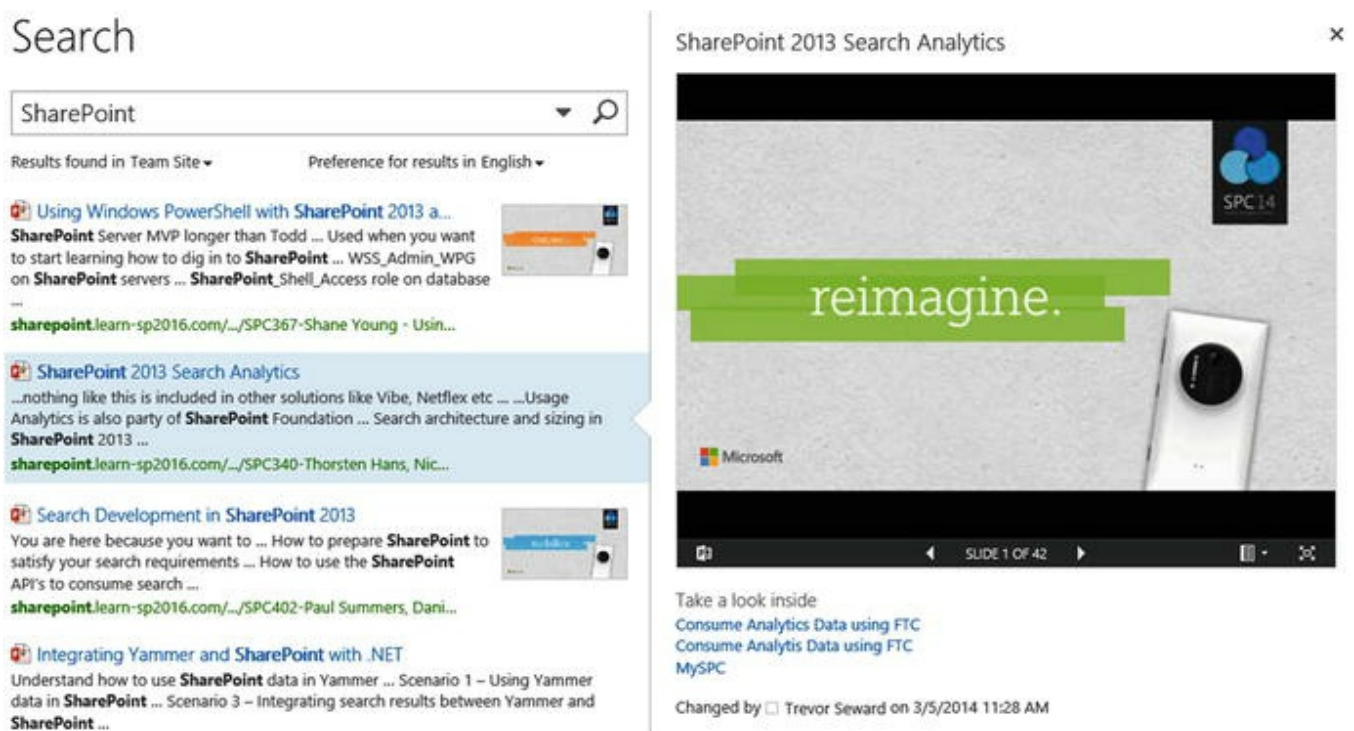 Search
SharePoint
Results found in Team Site
Preference for results in English
Using Windows PowerShell with SharePoint 2013 a...
SharePoint Server MVP longer than Todd ... Used when you want
to start learning how to dig in to SharePoint ... WSS_Admin_WPG
on SharePoint servers ... SharePoint_Shell_Access role on database
...
sharepoint.learn-sp2016.com/.../SPC367-Shane Young - Usin...
SharePoint 2013 Search Analytics
...nothing like this is included in other solutions like Vibe, Netflex etc ... ...Usage
Analytics is also party of SharePoint Foundation ... Search architecture and sizing in
SharePoint 2013 ...
sharepoint.learn-sp2016.com/.../SPC340-Thorsten Hans, Nic...
Search Development in SharePoint 2013
You are here because you want to ... How to prepare SharePoint to
satisfy your search requirements ... How to use the SharePoint
API's to consume search ...
sharepoint.learn-sp2016.com/.../SPC402-Paul Summers, Dani...
Integrating Yammer and SharePoint with .NET
Understand how to use SharePoint data in Yammer ... Scenario 1 – Using Yammer
data in SharePoint ... Scenario 3 – Integrating search results between Yammer and
SharePoint ...
SharePoint 2013 Search Analytics
SPC14
reimagine.
Microsoft
SLIDE 1 OF 42
Take a look inside
Consume Analytics Data using FTC
Consume Analytis Data using FTC
MySPC
Changed by Trevor Seward on 3/5/2014 11:28 AM